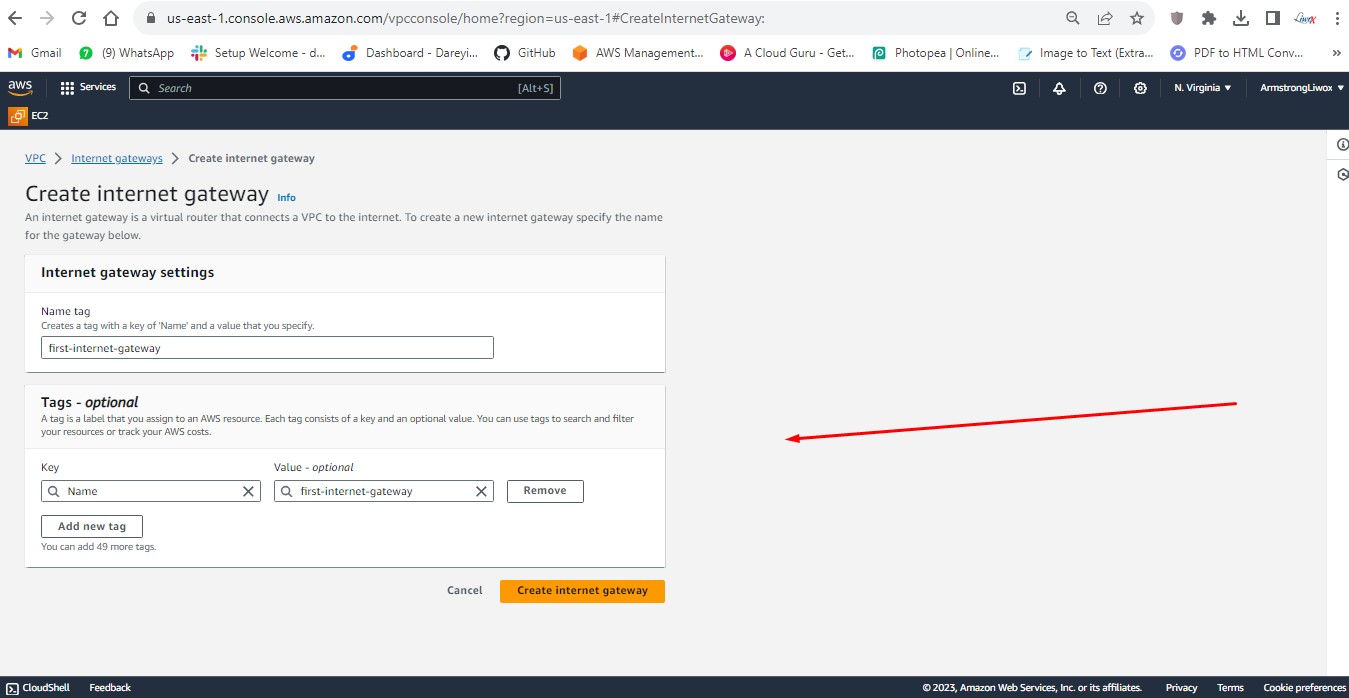 us-east-1.console.aws.amazon.com/vpcconsole/home?region=us-east-1#CreateInternetGateway:
Gmail (9) WhatsApp Setup Welcome - d... Dashboard - Dareyi... GitHub AWS Management... A Cloud Guru - Get... Photopea | Online... Image to Text (Extra... PDF to HTML Conv... »
aws Services Search [Alt+S] N. Virginia ArmstrongLiwox
EC2
VPC Internet gateways Create internet gateway
Create internet gateway Info
An internet gateway is a virtual router that connects a VPC to the internet. To create a new internet gateway specify the name
for the gateway below.
Internet gateway settings
Name tag
Creates a tag with a key of 'Name' and a value that you specify.
first-internet-gateway
Tags - optional
A tag is a label that you assign to an AWS resource. Each tag consists of a key and an optional value. You can use tags to search and filter
your resources or track your AWS costs.
Key Value - optional
Name first-internet-gateway Remove
Add new tag
You can add 49 more tags.
Cancel Create internet gateway
CloudShell Feedback © 2023, Amazon Web Services, Inc. or its affiliates. Privacy Terms Cookie preferences